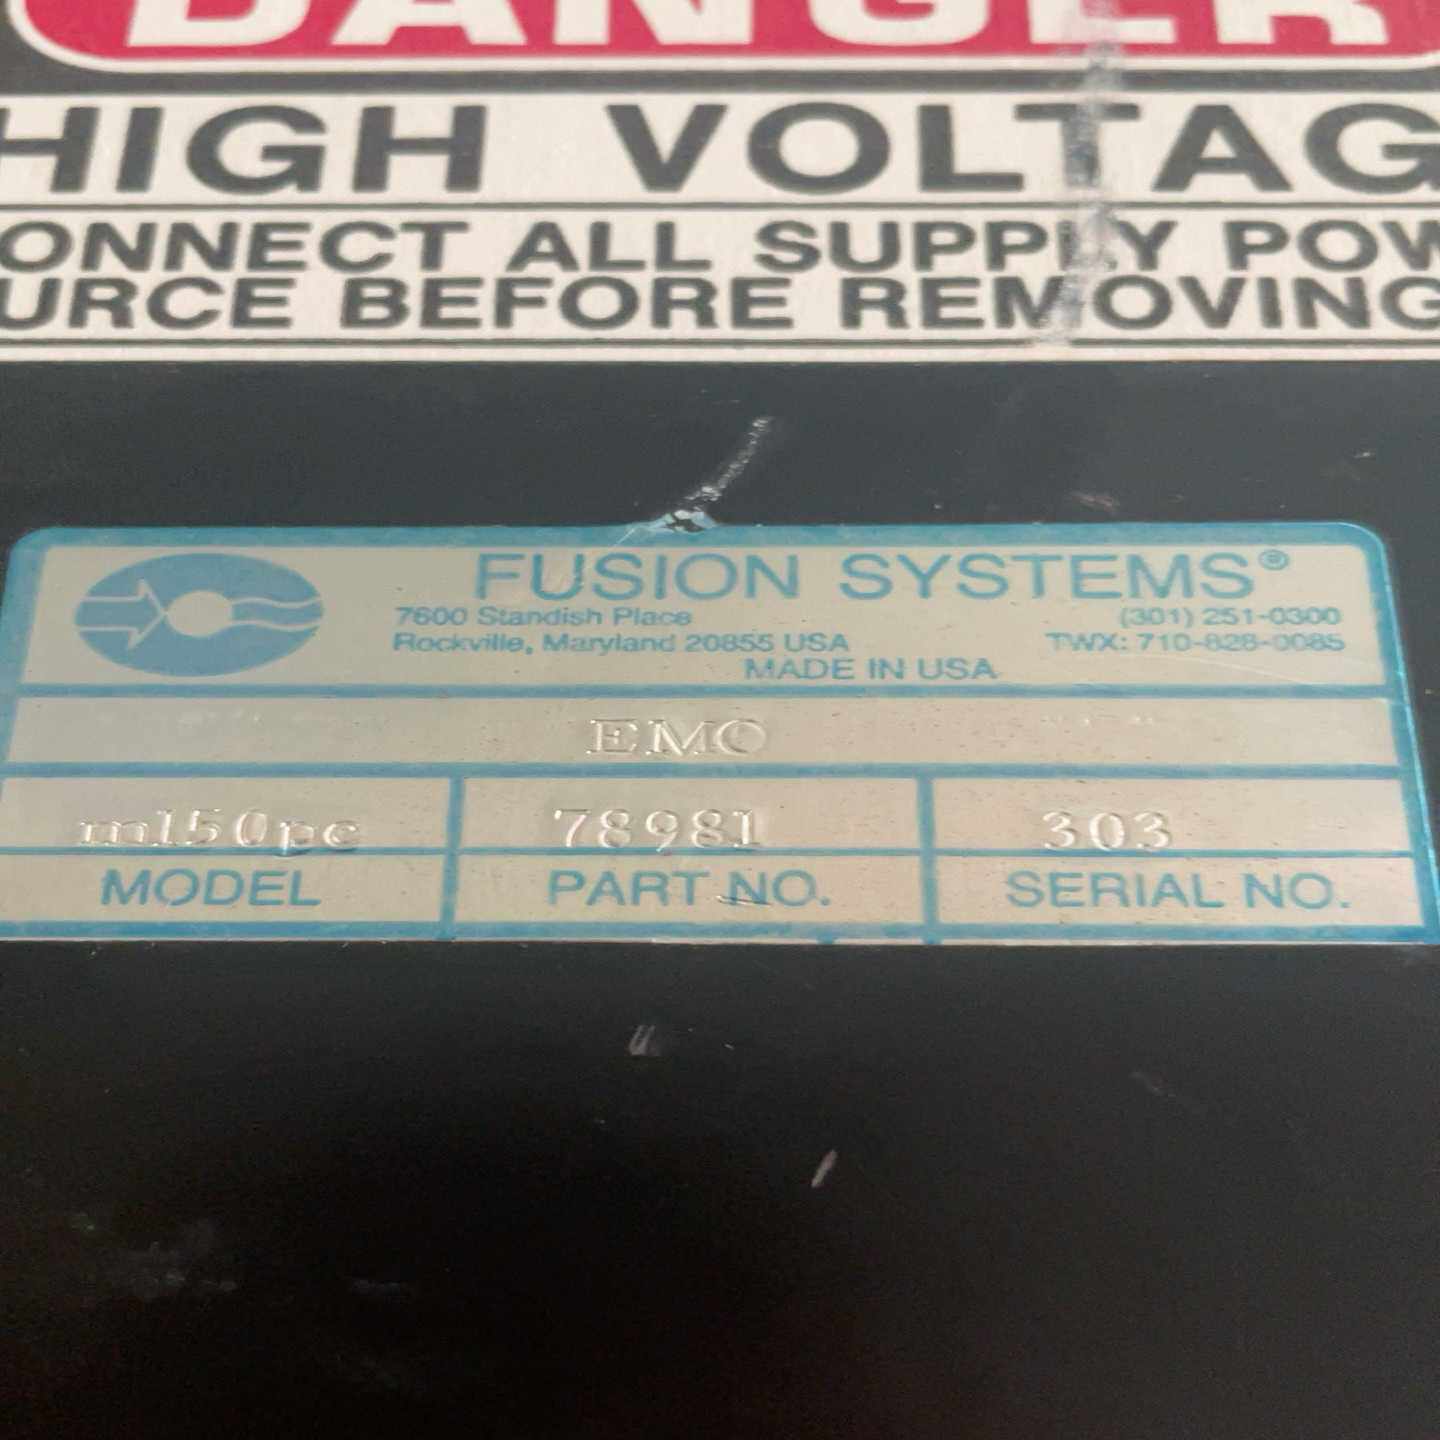 DANGER
HIGH VOLTAG
ONNECT ALL SUPPLY POW
URCE BEFORE REMOVING
FUSION SYSTEMS®
7600 Standish Place (301) 251-0300
Rockville, Maryland 20855 USA TWX: 710-828-0085
MADE IN USA
EMO
m150pc 78981 303
MODEL PART NO. SERIAL NO.